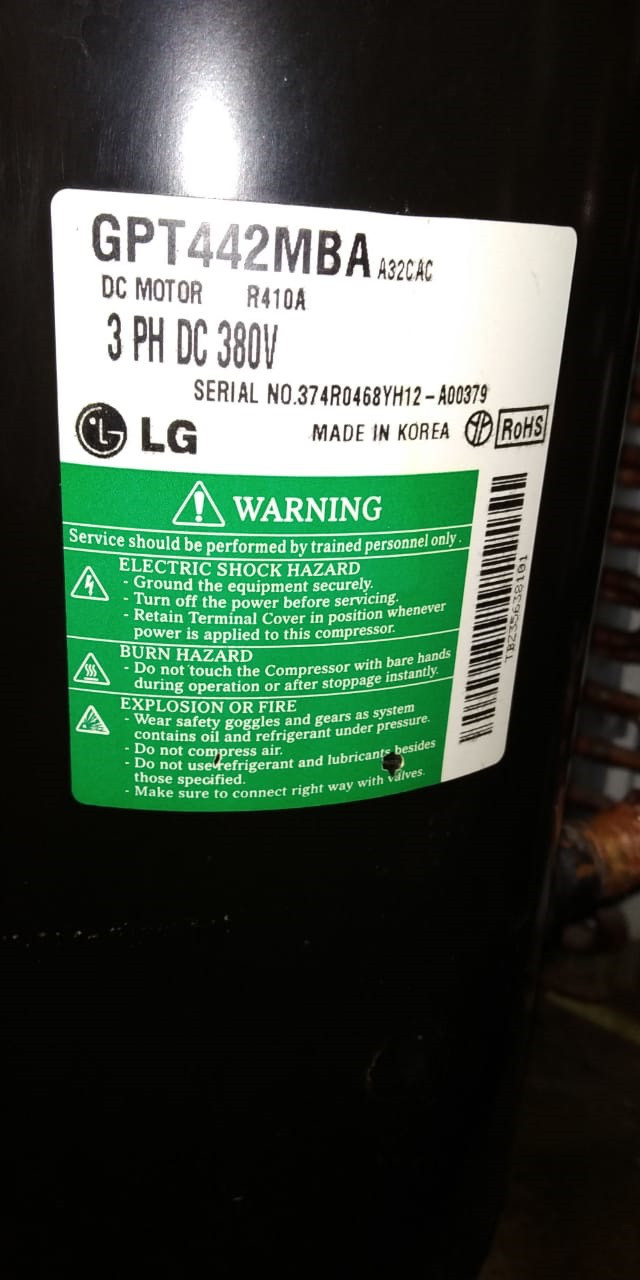 GPT442MBA A32CAC
DC MOTOR R410A
3 PH DC 380V
SERIAL NO.374R0468YH12-A00379
LG LG MADE IN KOREA RoHS
WARNING
Service should be performed by trained personnel only.
ELECTRIC SHOCK HAZARD
- Ground the equipment securely.
- Turn off the power before servicing.
- Retain Terminal Cover in position whenever
power is applied to this compressor.
BURN HAZARD
- Do not touch the Compressor with bare hands
during operation or after stoppage instantly.
EXPLOSION OR FIRE
- Wear safety goggles and gears as system
contains oil and refrigerant under pressure.
- Do not compress air.
- Do not use refrigerant and lubricants besides
those specified.
- Make sure to connect right way with valves.
TB235638101